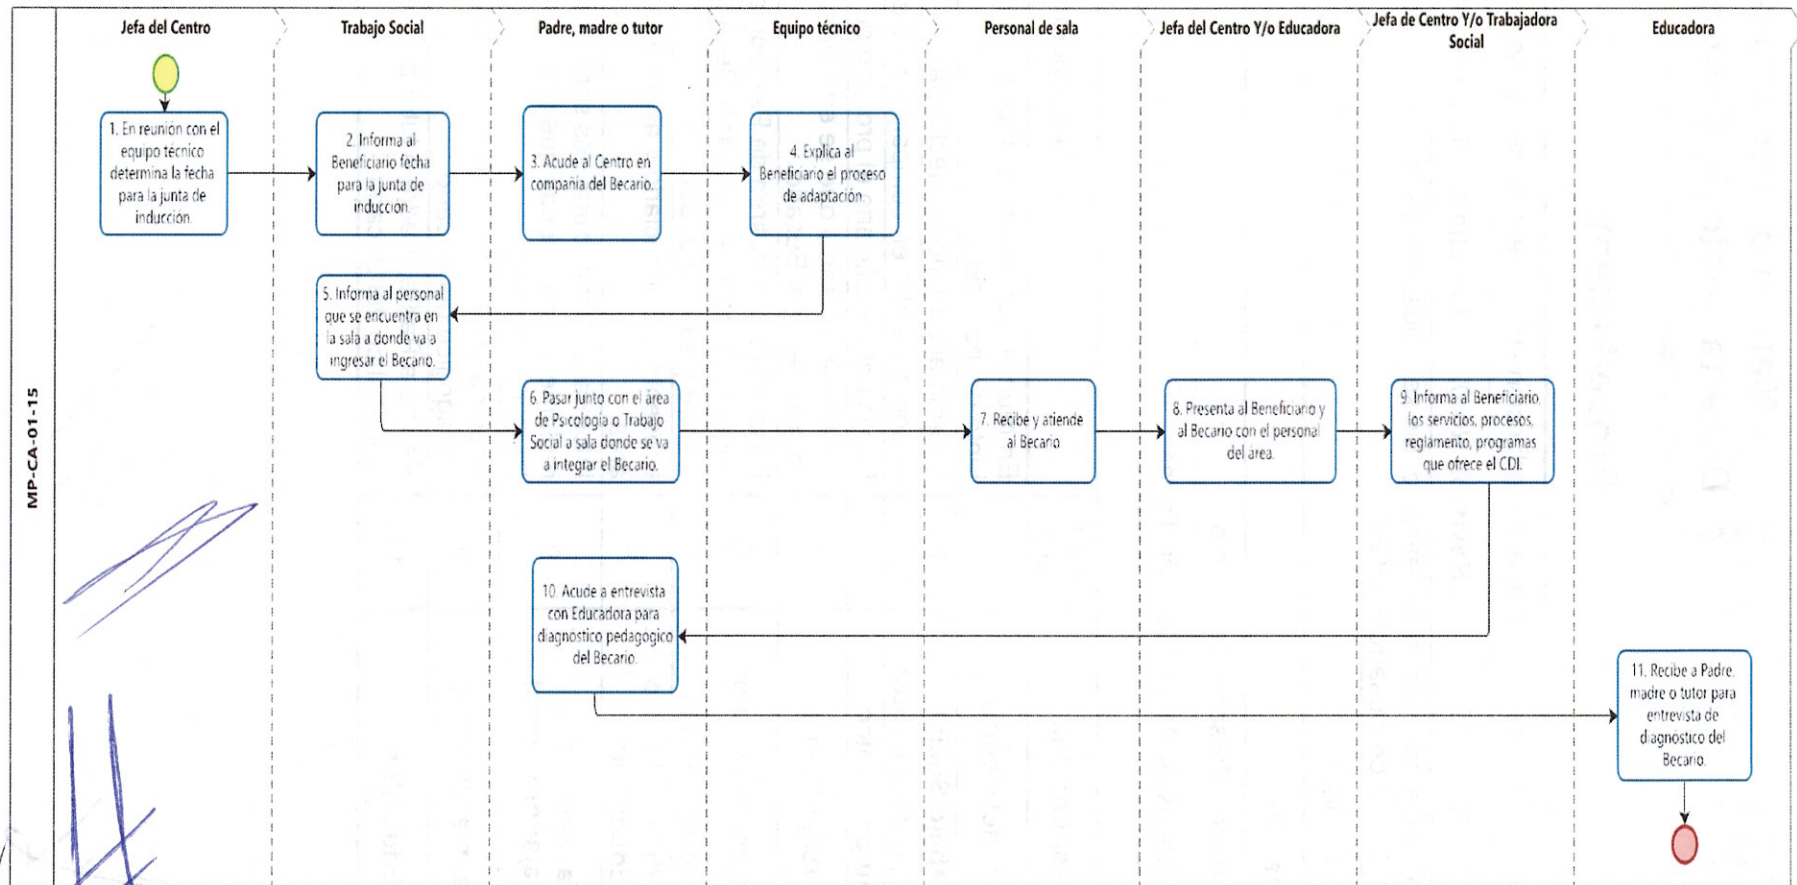 Jefa del Centro
Trabajo Social
Padre, madre o tutor
Equipo técnico
Personal de sala
Jefa del Centro Y/o Educadora
Jefa de Centro Y/o Trabajadora
Social
Educadora
MP-CA-01-15
1. En reunión con el
equipo técnico
determina la fecha
para la junta de
inducción.
2. Informa al
Beneficiario fecha
para la junta de
inducción.
3. Acude al Centro en
compañía del Becario.
4. Explica al
Beneficiario el proceso
de adaptación.
5. Informa al personal
que se encuentra en
la sala a donde va a
ingresar el Becario.
6. Pasar junto con el área
de Psicología o Trabajo
Social a sala donde se va
a integrar el Becario.
7. Recibe y atiende
al Becario
8. Presenta al Beneficiario y
al Becario con el personal
del área.
9. Informa al Beneficiario
los servicios, procesos,
reglamento, programas
que ofrece el CDI.
10. Acude a entrevista
con Educadora para
diagnóstico pedagógico
del Becario.
11. Recibe a Padre,
madre o tutor para
entrevista de
diagnóstico del
Becario.